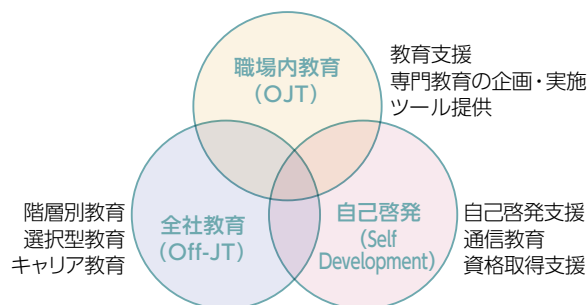 職場内教育
(OJT)
教育支援
専門教育の企画・実施
ツール提供
階層別教育
選択型教育
キャリア教育
全社教育
(Off-JT)
自己啓発
(Self
Development)
自己啓発支援
通信教育
資格取得支援